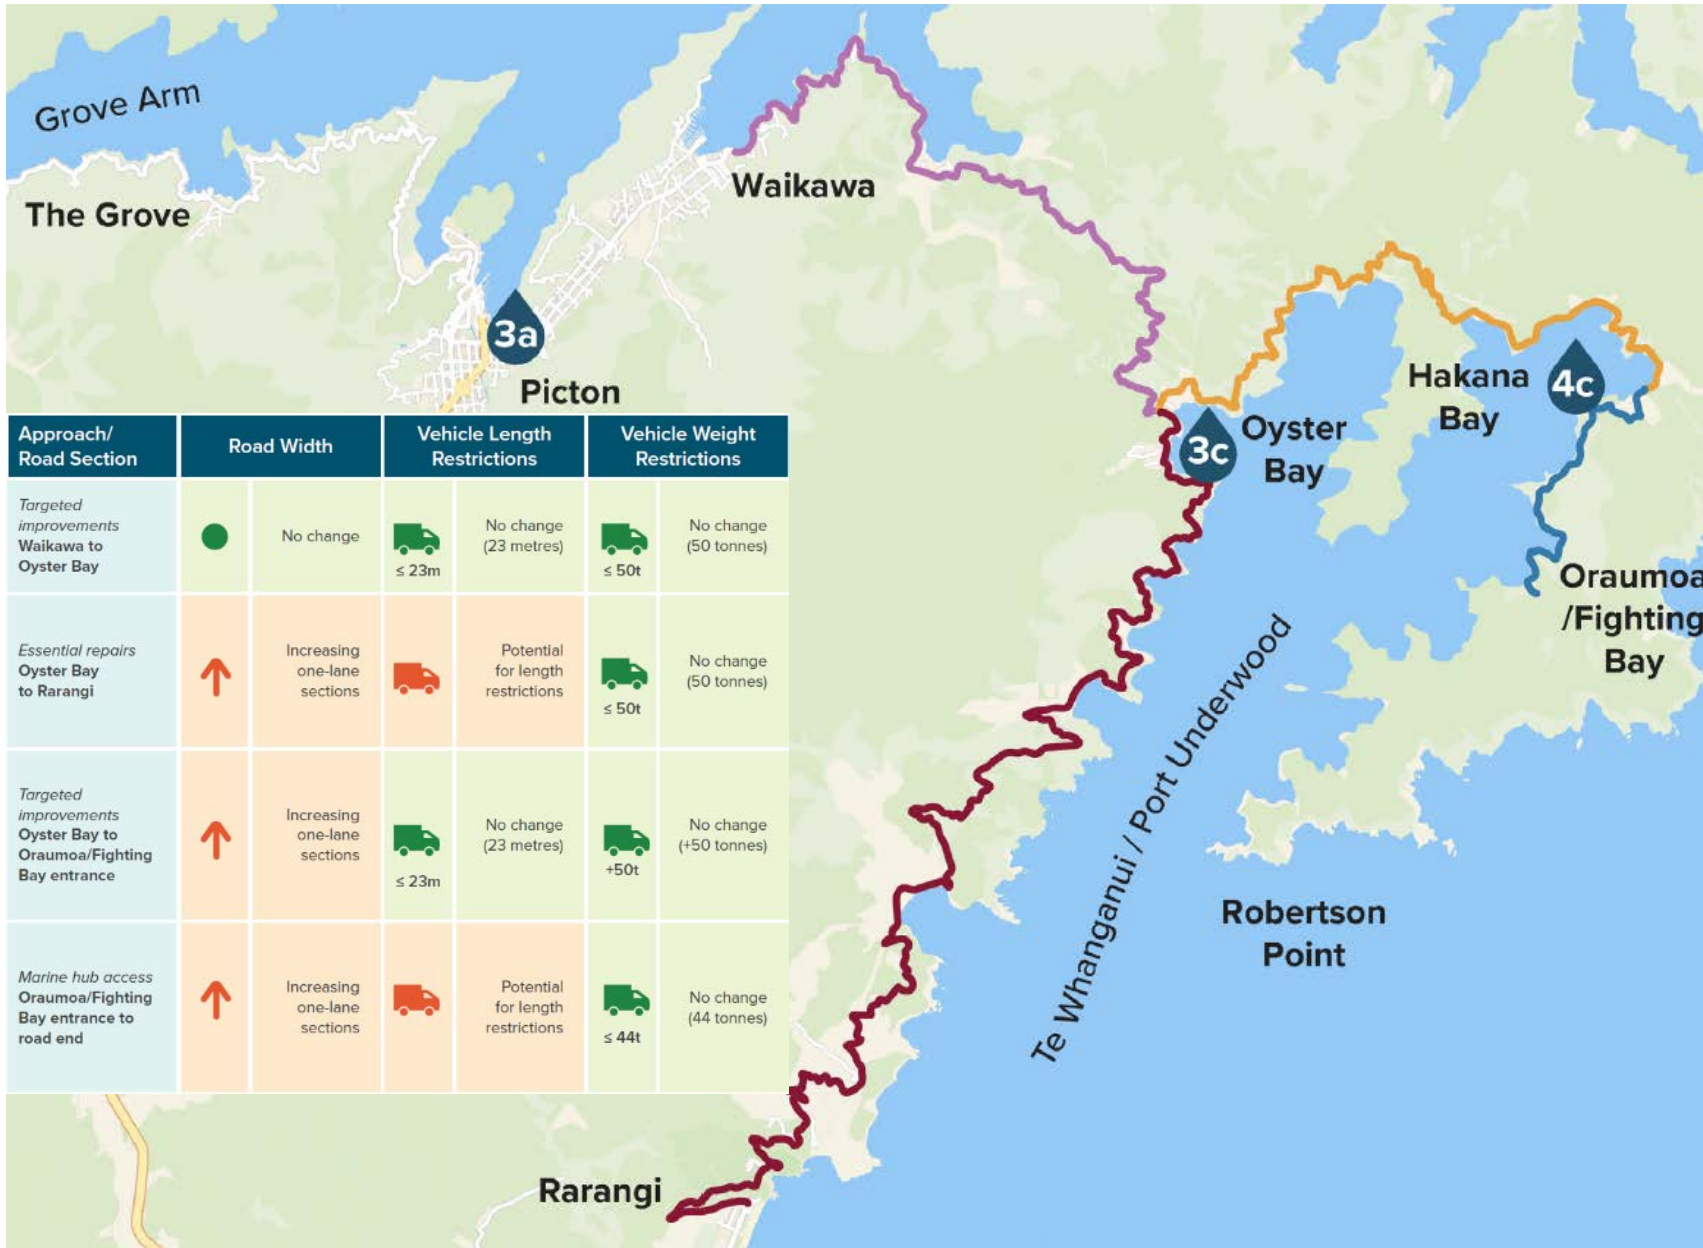 Grove Arm
The Grove
Waikawa
3a
Picton
Hakana
Bay
4c
Oyster
Bay
3c
Oraumoa
/Fighting
Bay
Te Whanganui / Port Underwood
Robertson
Point
Rarangi
Approach/
Road Section
Road Width
Vehicle Length
Restrictions
Vehicle Weight
Restrictions
Targeted
improvements
Waikawa to
Oyster Bay
No change
≤ 23m
No change
(23 metres)
≤ 50t
No change
(50 tonnes)
Essential repairs
Oyster Bay
to Rarangi
Increasing
one-lane
sections
Potential
for length
restrictions
≤ 50t
No change
(50 tonnes)
Targeted
improvements
Oyster Bay to
Oraumoa/Fighting
Bay entrance
Increasing
one-lane
sections
≤ 23m
No change
(23 metres)
+50t
No change
(+50 tonnes)
Marine hub access
Oraumoa/Fighting
Bay entrance to
road end
Increasing
one-lane
sections
Potential
for length
restrictions
≤ 44t
No change
(44 tonnes)